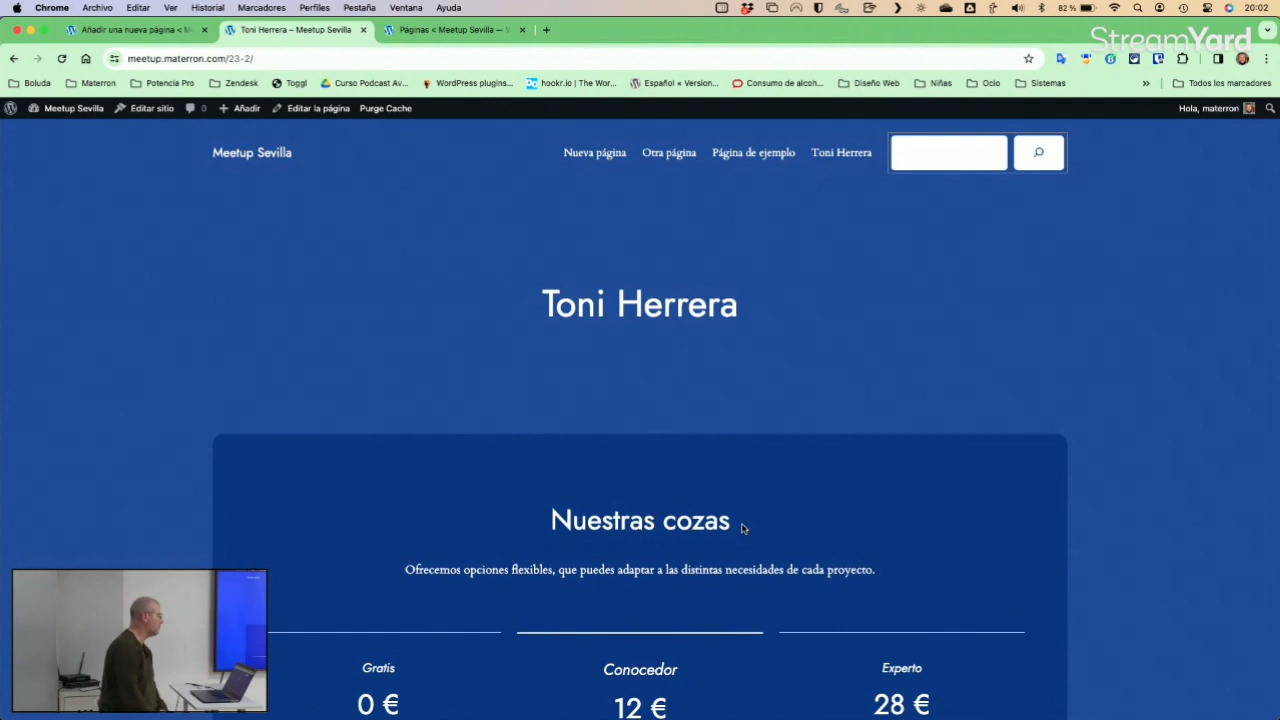 Chrome Archivo Editar Ver Historial Marcadores Perfiles Pestaña Ventana Ayuda 82 % 20:02
Añadir una nueva página < M Toni Herrera – Meetup Sevilla Páginas < Meetup Sevilla —
StreamYard
meetup.materron.com/23-2/
Boluda Materron Potencia Pro Zendesk Toggl Curso Podcast Av... WordPress plugins... hookr.io | The Wor... Español « Version... Consumo de alcoh... Diseño Web Niñas Ocio Sistemas » Todos los marcadores
Meetup Sevilla Editar sitio 0 Añadir Editar la página Purge Cache Hola, materron
Meetup Sevilla Nueva página Otra página Página de ejemplo Toni Herrera
Toni Herrera
Nuestras cozas
Ofrecemos opciones flexibles, que puedes adaptar a las distintas necesidades de cada proyecto.
Gratis Conocedor Experto
0 € 12 € 28 €